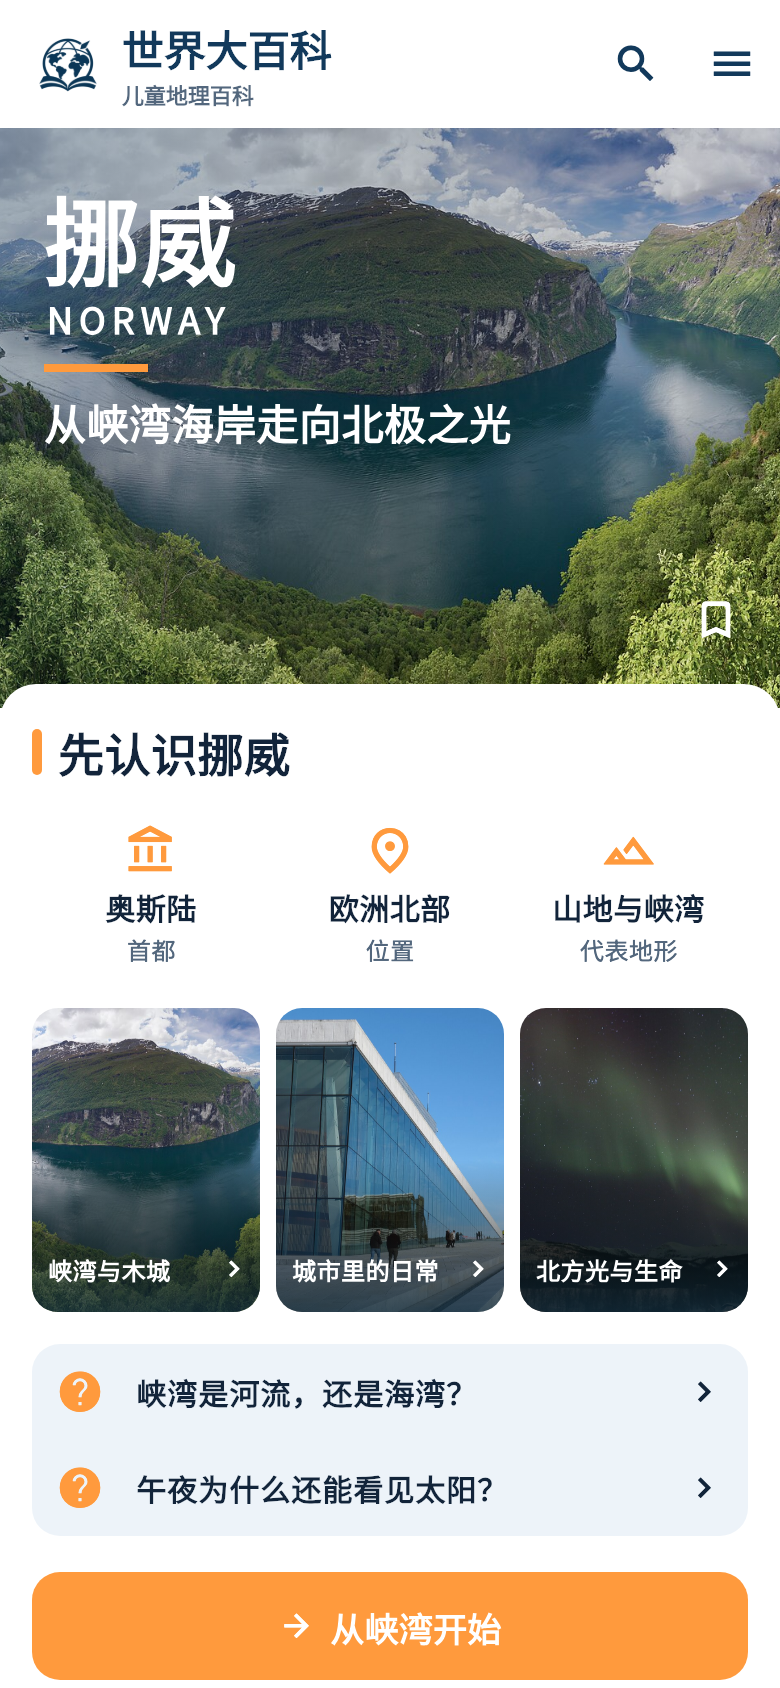 世界大百科
儿童地理百科
挪威
NORWAY
从峡湾海岸走向北极之光
先认识挪威
奥斯陆
首都
欧洲北部
位置
山地与峡湾
代表地形
峡湾与木城
城市里的日常
北方光与生命
峡湾是河流，还是海湾？
午夜为什么还能看见太阳？
从峡湾开始